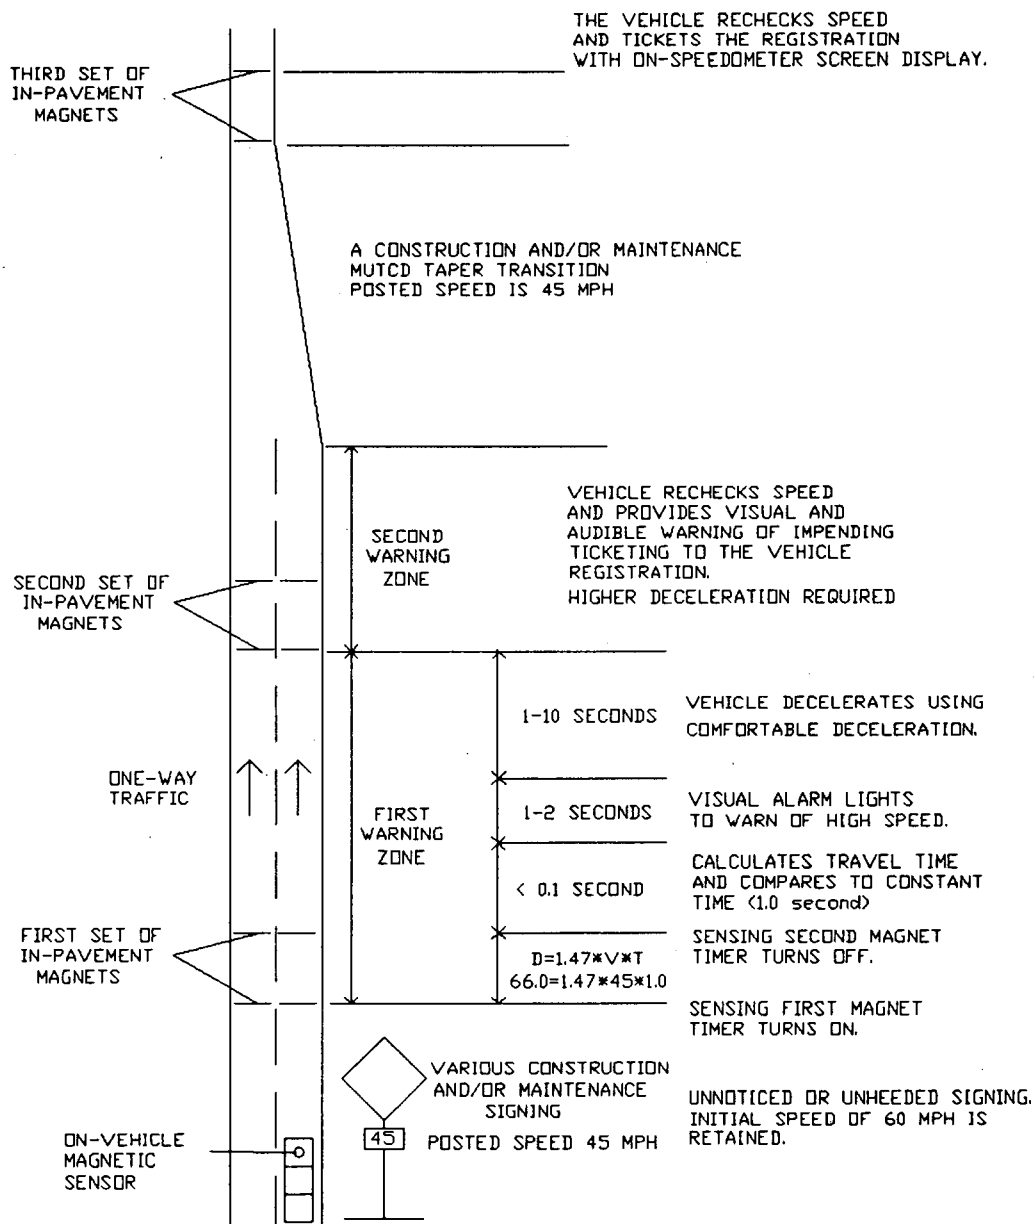 THE VEHICLE RECHECKS SPEED
AND TICKETS THE REGISTRATION
WITH ON-SPEEDOMETER SCREEN DISPLAY.
THIRD SET OF
IN-PAVEMENT
MAGNETS
A CONSTRUCTION AND/OR MAINTENANCE
MUTCD TAPER TRANSITION
POSTED SPEED IS 45 MPH
VEHICLE RECHECKS SPEED
AND PROVIDES VISUAL AND
AUDIBLE WARNING OF IMPENDING
TICKETING TO THE VEHICLE
REGISTRATION.
HIGHER DECELERATION REQUIRED
SECOND
WARNING
ZONE
SECOND SET OF
IN-PAVEMENT
MAGNETS
1-10 SECONDS
VEHICLE DECELERATES USING
COMFORTABLE DECELERATION.
ONE-WAY
TRAFFIC
FIRST
WARNING
ZONE
1-2 SECONDS
VISUAL ALARM LIGHTS
TO WARN OF HIGH SPEED.
< 0.1 SECOND
CALCULATES TRAVEL TIME
AND COMPARES TO CONSTANT
TIME (1.0 second)
FIRST SET OF
IN-PAVEMENT
MAGNETS
D=1.47*V*T
66.0=1.47*45*1.0
SENSING SECOND MAGNET
TIMER TURNS OFF.
SENSING FIRST MAGNET
TIMER TURNS ON.
VARIOUS CONSTRUCTION
AND/OR MAINTENANCE
SIGNING
45
POSTED SPEED 45 MPH
UNNOTICED OR UNHEEDED SIGNING.
INITIAL SPEED OF 60 MPH IS
RETAINED.
ON-VEHICLE
MAGNETIC
SENSOR